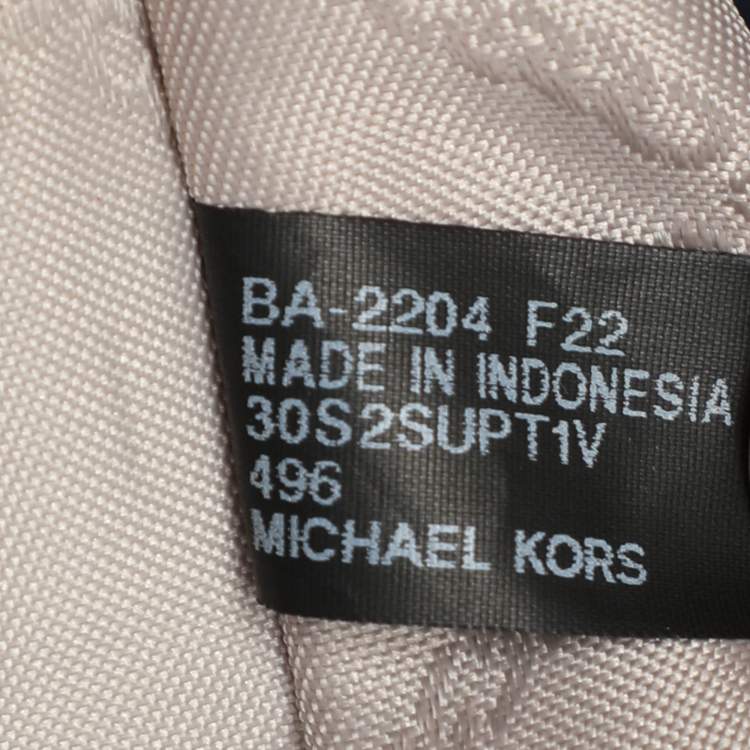 BA-2204 F22
MADE IN INDONESIA
30S2SUPT1V
496
MICHAEL KORS